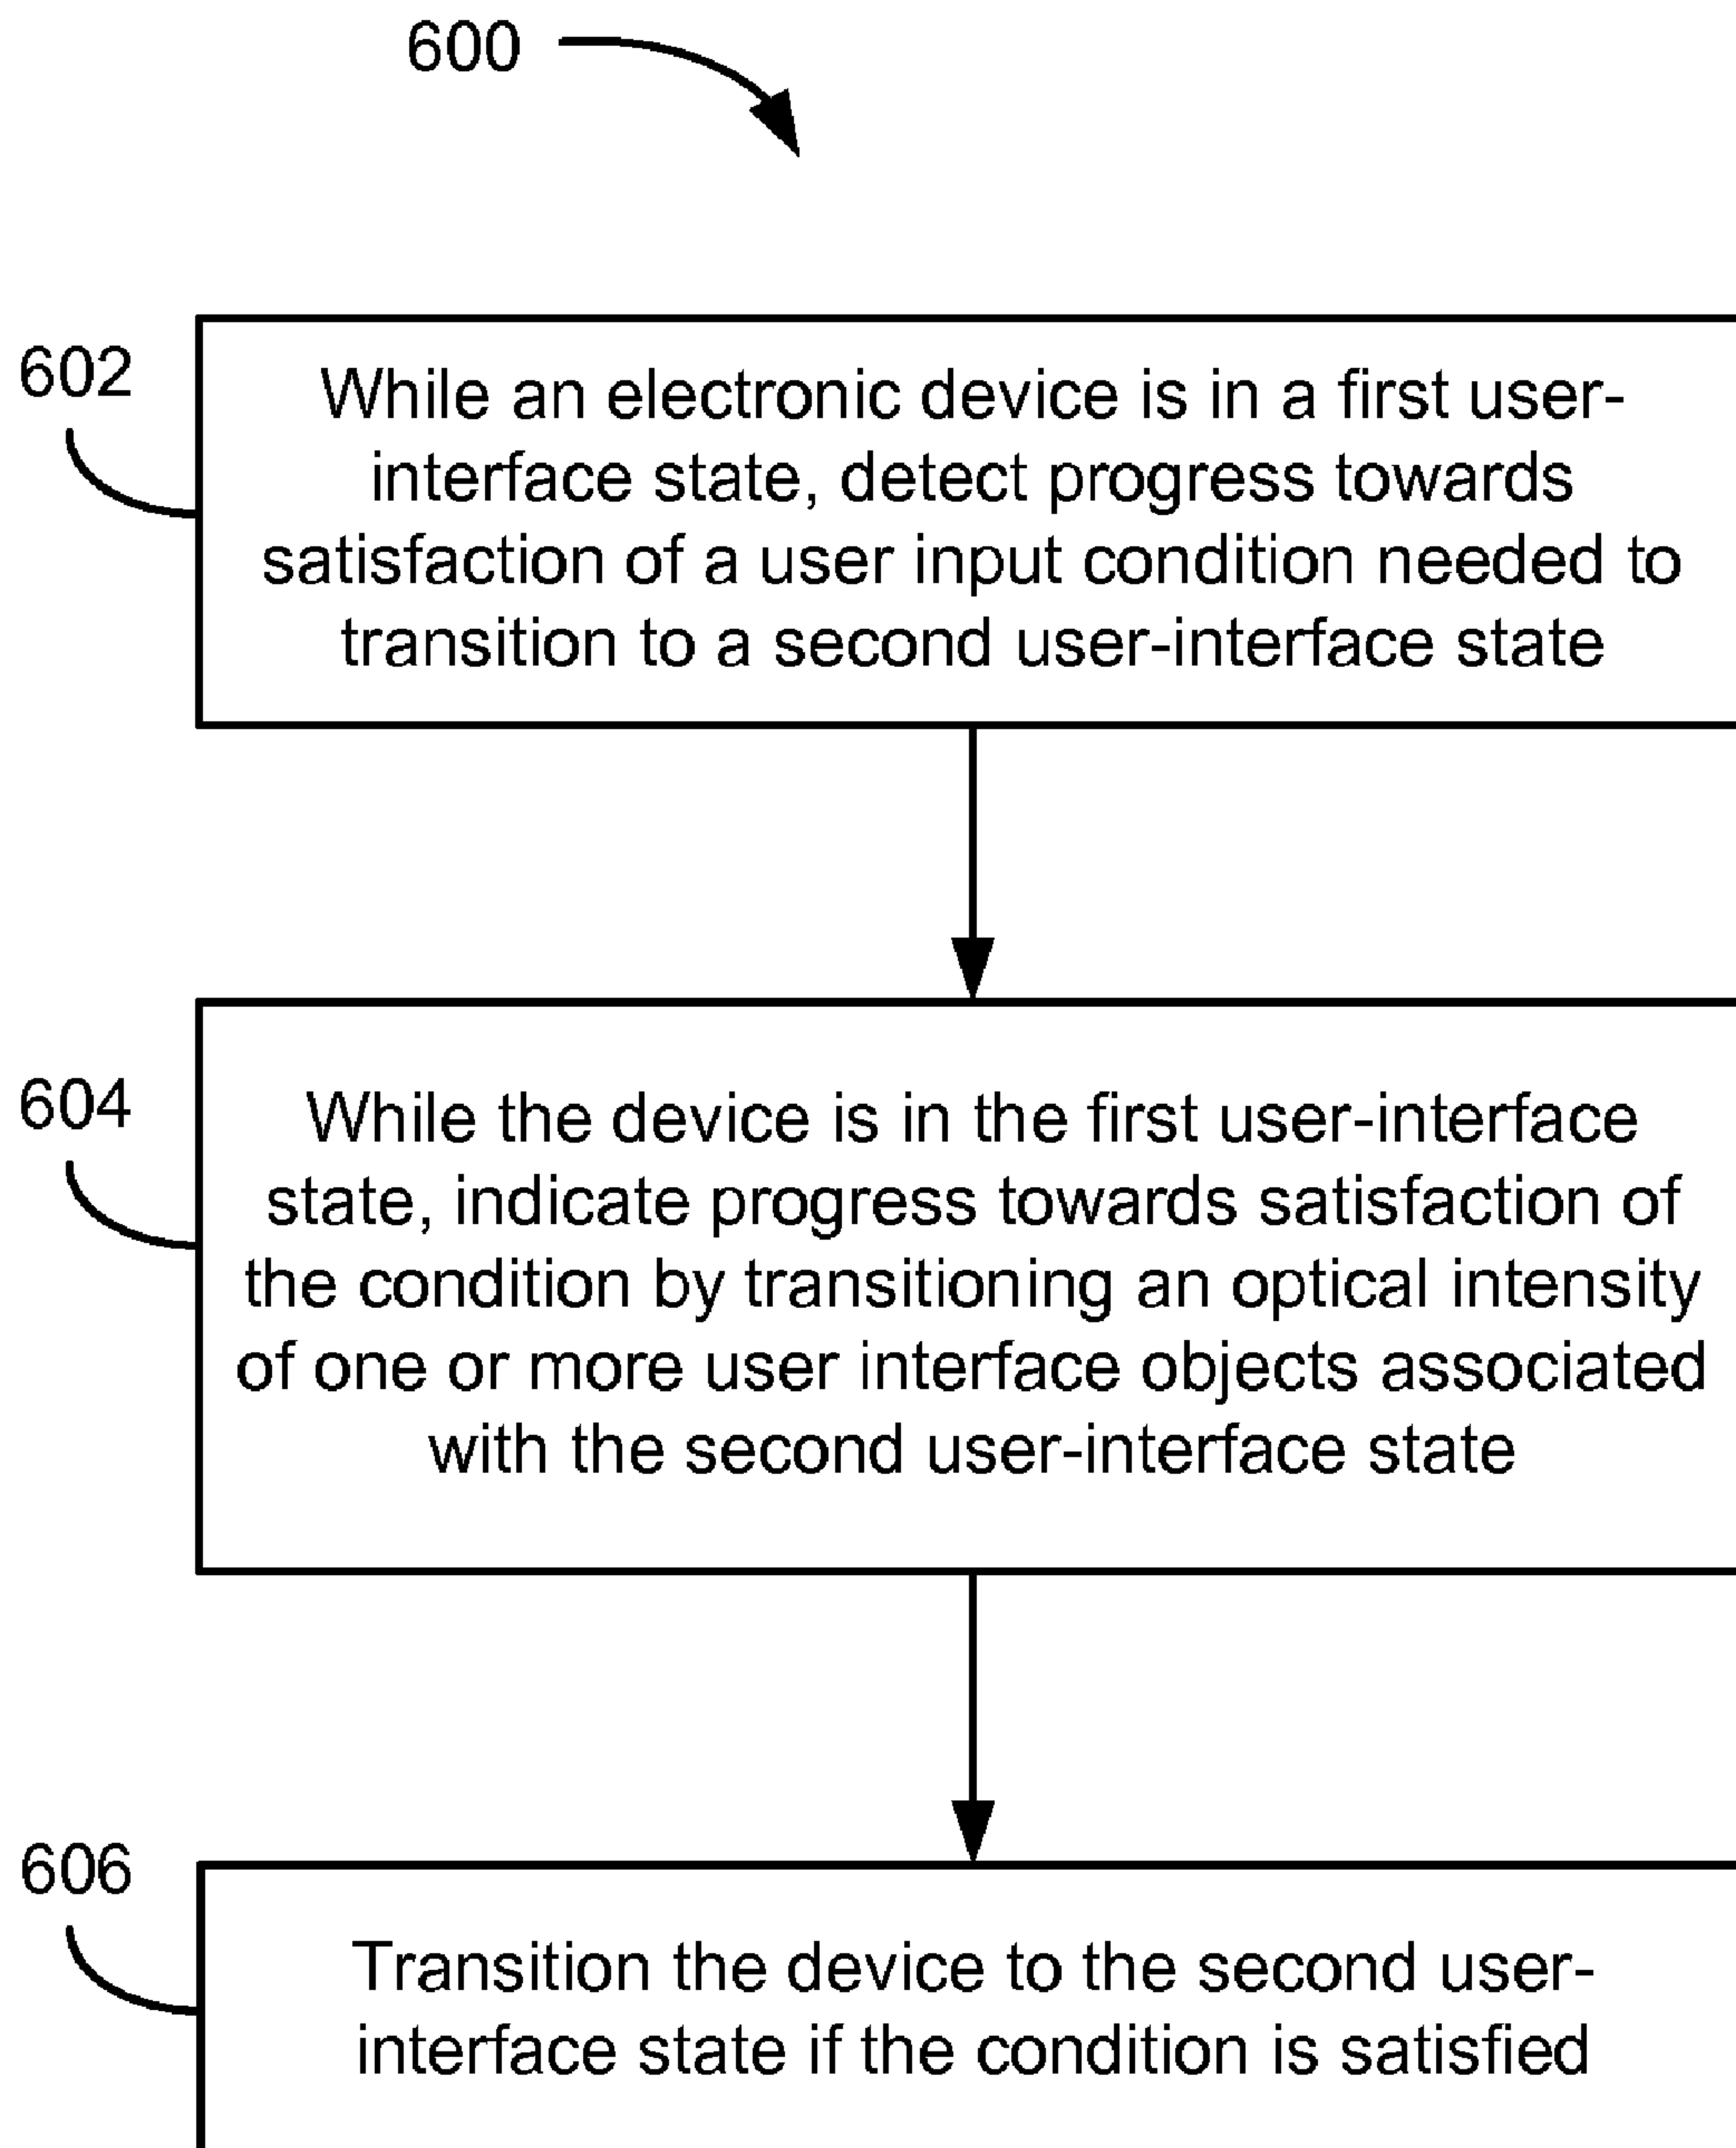 600
602
While an electronic device is in a first user-
interface state, detect progress towards
satisfaction of a user input condition needed to
transition to a second user-interface state
604
While the device is in the first user-interface
state, indicate progress towards satisfaction of
the condition by transitioning an optical intensity
of one or more user interface objects associated
with the second user-interface state
606
Transition the device to the second user-
interface state if the condition is satisfied